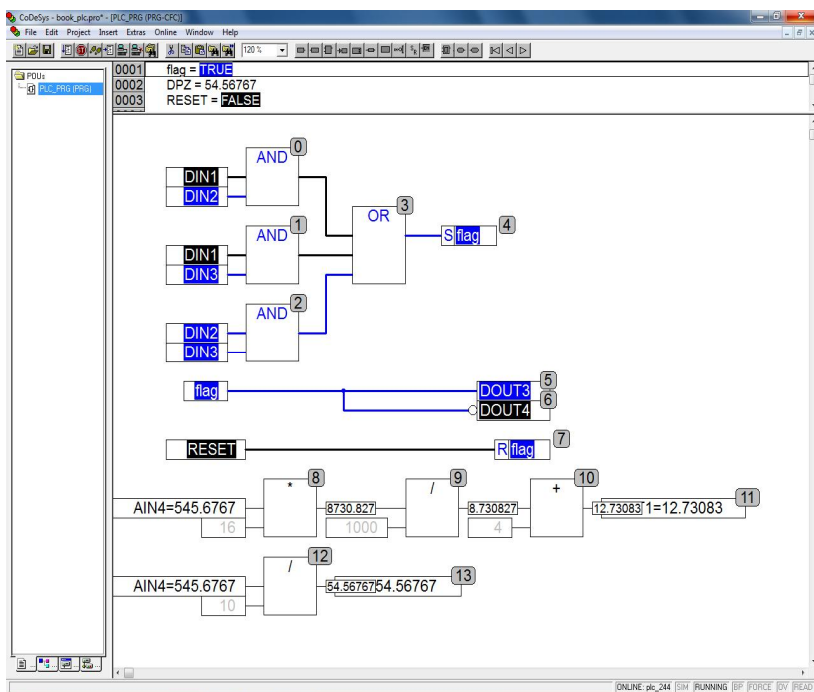 CoDeSys - book_plc.pro* - [PLC_PRG (PRG-CFC)]
File Edit Project Insert Extras Online Window Help
120 %
POUs
PLC_PRG (PRG)
0001 flag = TRUE
0002 DPZ = 54.56767
0003 RESET = FALSE
AND 0
DIN1
DIN2
AND 1
DIN1
DIN3
AND 2
DIN2
DIN3
OR 3
S flag 4
flag
DOUT3 5
DOUT4 6
RESET
R flag 7
* 8
AIN4=545.6767
16
8730.827
/ 9
1000
8.730827
+ 10
4
12.73083 1=12.73083 11
/ 12
AIN4=545.6767
10
54.56767 54.56767 13
ONLINE: plc_244 SIM RUNNING BP FORCE OV READ